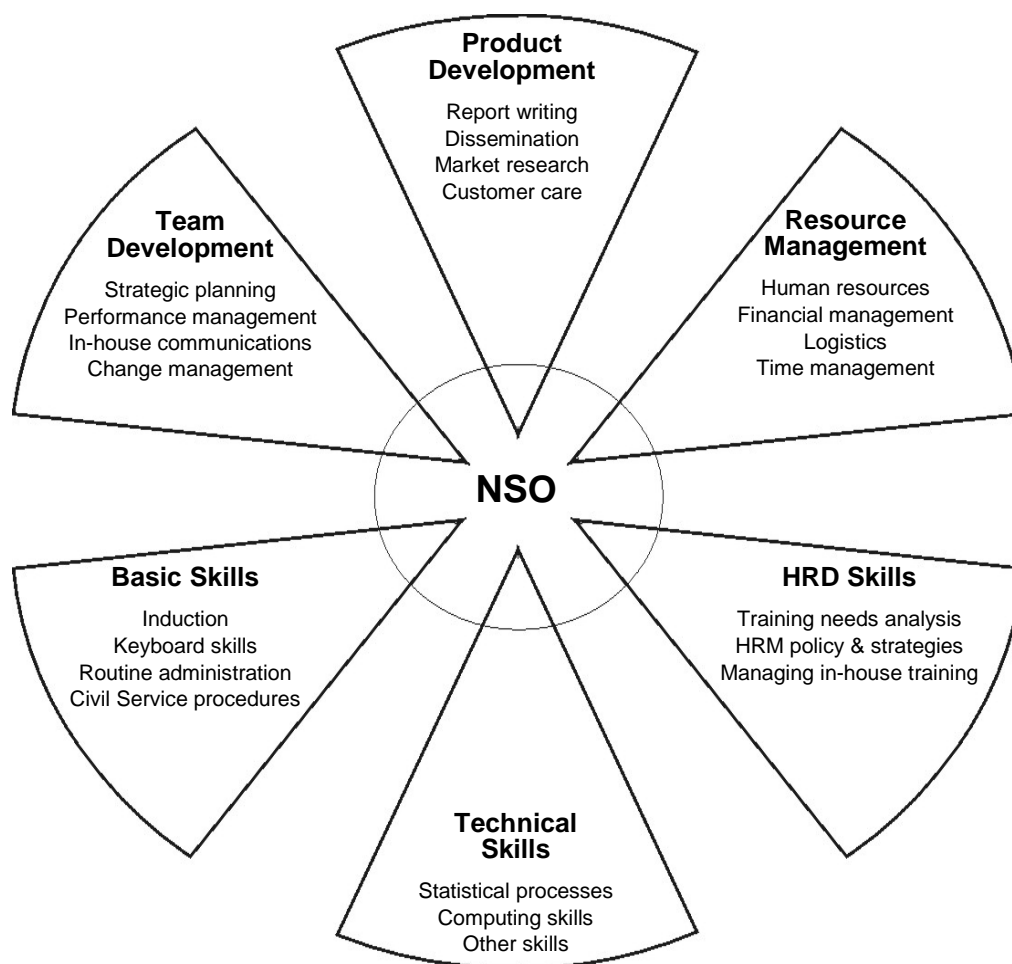 Product
Development
Report writing
Dissemination
Market research
Customer care
Team
Development
Strategic planning
Performance management
In-house communications
Change management
Resource
Management
Human resources
Financial management
Logistics
Time management
NSO
Basic Skills
Induction
Keyboard skills
Routine administration
Civil Service procedures
HRD Skills
Training needs analysis
HRM policy & strategies
Managing in-house training
Technical
Skills
Statistical processes
Computing skills
Other skills